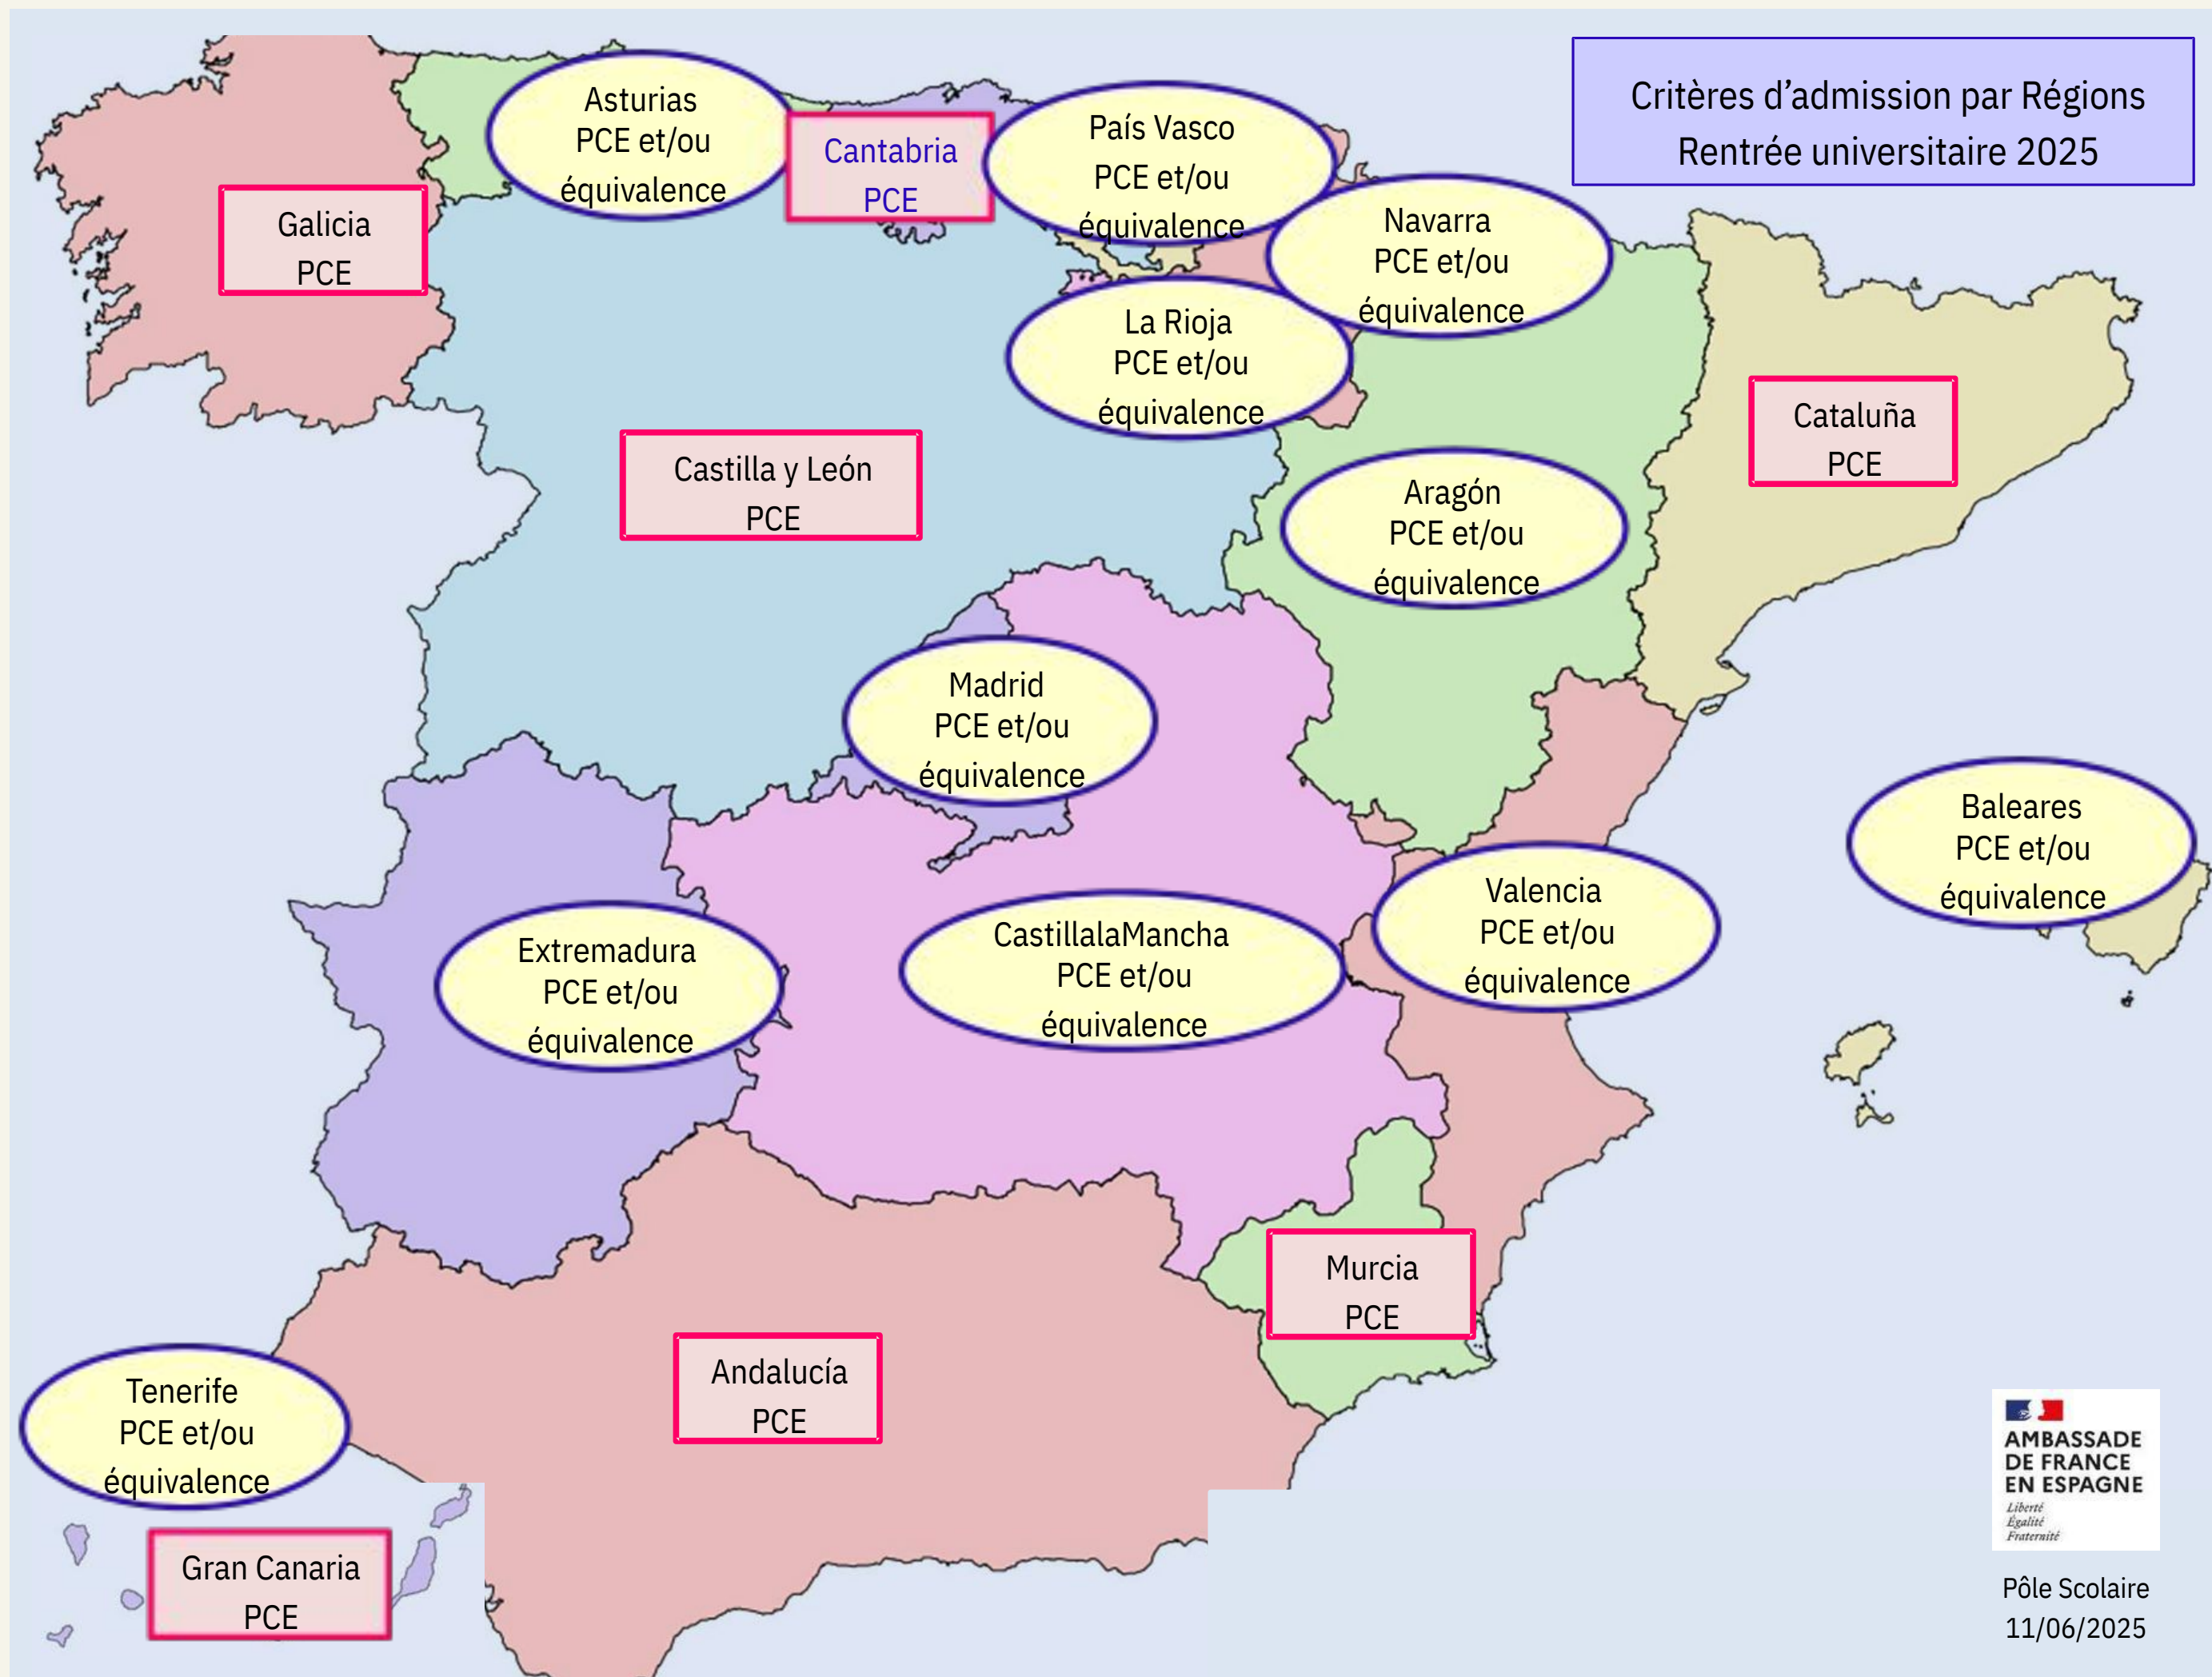 Critères d’admission par Régions
Rentrée universitaire 2025
Asturias
PCE et/ou
équivalence
Cantabria
PCE
País Vasco
PCE et/ou
équivalence
Navarra
PCE et/ou
équivalence
Galicia
PCE
La Rioja
PCE et/ou
équivalence
Cataluña
PCE
Castilla y León
PCE
Aragón
PCE et/ou
équivalence
Madrid
PCE et/ou
équivalence
Baleares
PCE et/ou
équivalence
Valencia
PCE et/ou
équivalence
Extremadura
PCE et/ou
équivalence
CastillalaMancha
PCE et/ou
équivalence
Murcia
PCE
Andalucía
PCE
Tenerife
PCE et/ou
équivalence
Gran Canaria
PCE
AMBASSADE
DE FRANCE
EN ESPAGNE
Liberté
Égalité
Fraternité
Pôle Scolaire
11/06/2025